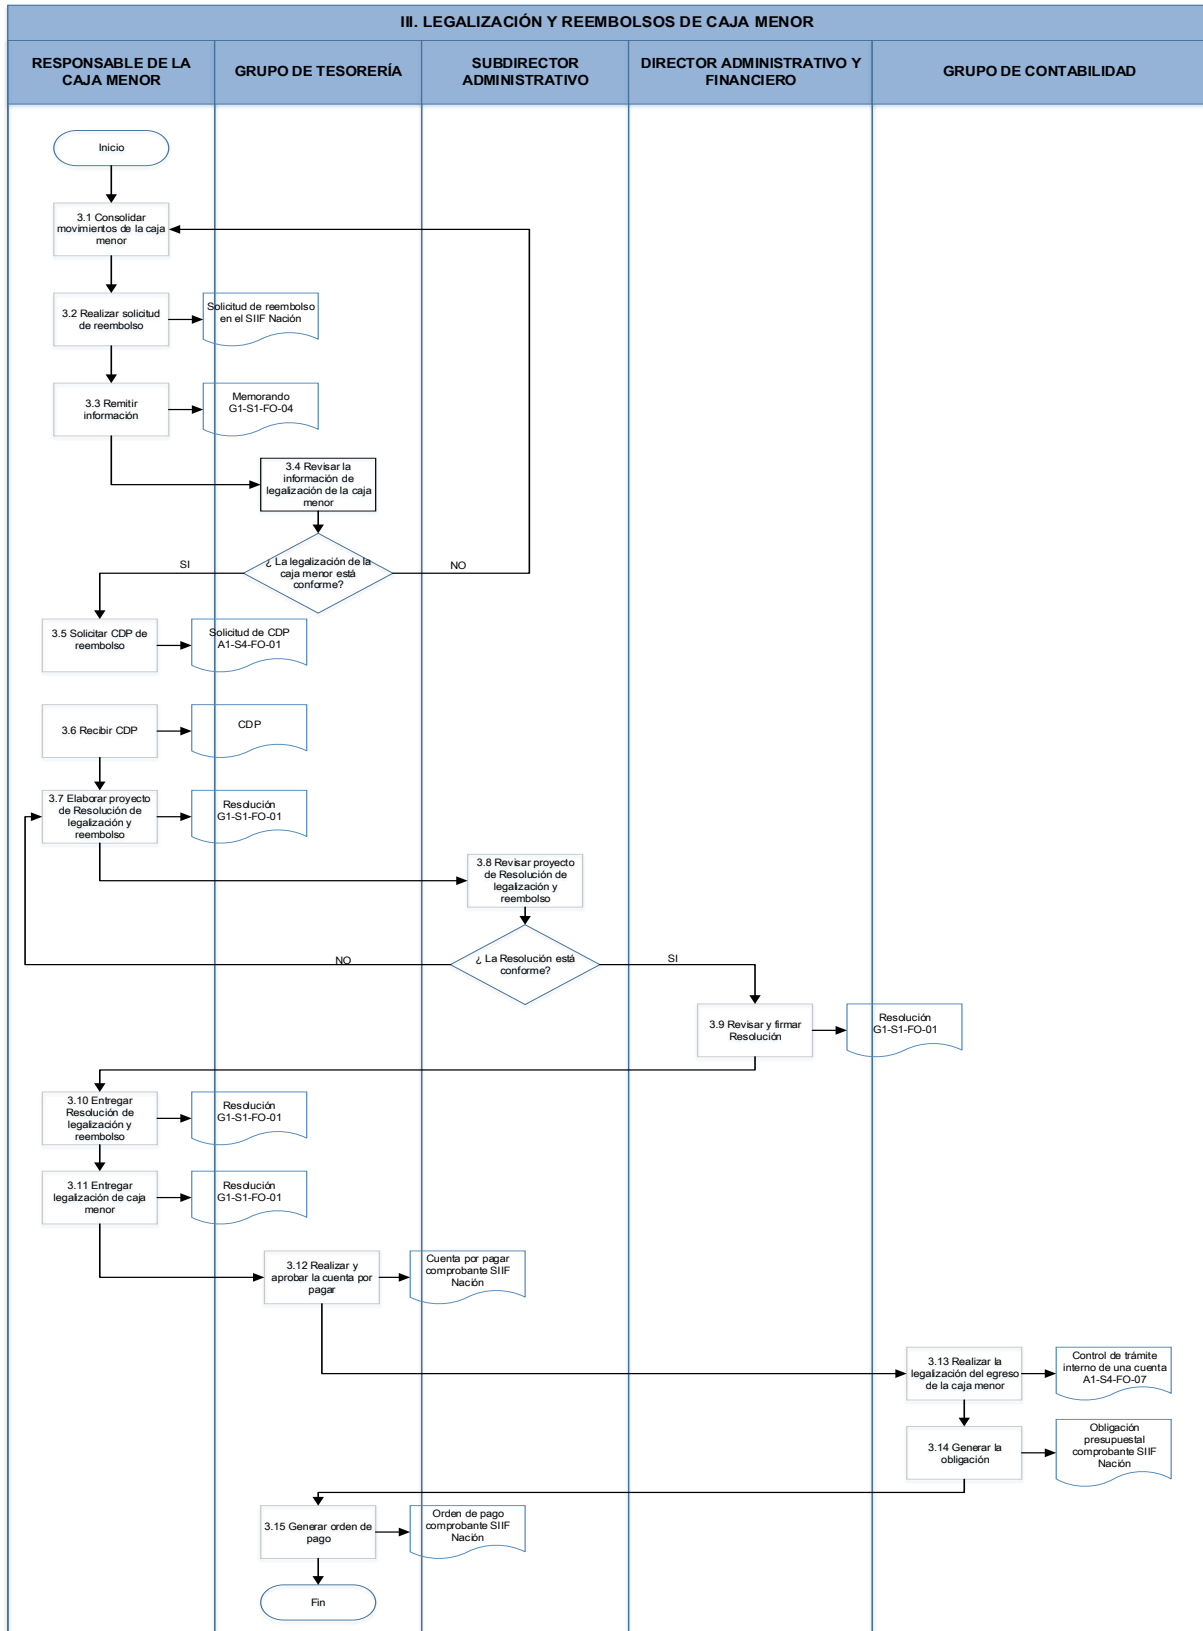 III. LEGALIZACIÓN Y REEMBOLSOS DE CAJA MENOR
RESPONSABLE DE LA
CAJA MENOR
GRUPO DE TESORERÍA
SUBDIRECTOR
ADMINISTRATIVO
DIRECTOR ADMINISTRATIVO Y
FINANCIERO
GRUPO DE CONTABILIDAD
Inicio
3.1 Consolidar
movimientos de la caja
menor
3.2 Realizar solicitud
de reembolso
Solicitud de reembolso
en el SIIF Nación
3.3 Remitir
información
Memorando
G1-S1-FO-04
3.4 Revisar la
información de
legalización de la caja
menor
¿ La legalización de la
caja menor está
conforme?
SI
NO
3.5 Solicitar CDP de
reembolso
Solicitud de CDP
A1-S4-FO-01
3.6 Recibir CDP
CDP
3.7 Elaborar proyecto
de Resolución de
legalización y
reembolso
Resolución
G1-S1-FO-01
3.8 Revisar proyecto
de Resolución de
legalización y
reembolso
¿ La Resolución está
conforme?
NO
SI
3.9 Revisar y firmar
Resolución
Resolución
G1-S1-FO-01
3.10 Entregar
Resolución de
legalización y
reembolso
Resolución
G1-S1-FO-01
3.11 Entregar
legalización de caja
menor
Resolución
G1-S1-FO-01
3.12 Realizar y
aprobar la cuenta por
pagar
Cuenta por pagar
comprobante SIIF
Nación
3.13 Realizar la
legalización del egreso
de la caja menor
Control de trámite
interno de una cuenta
A1-S4-FO-07
3.14 Generar la
obligación
Obligación
presupuestal
comprobante SIIF
Nación
3.15 Generar orden de
pago
Orden de pago
comprobante SIIF
Nación
Fin